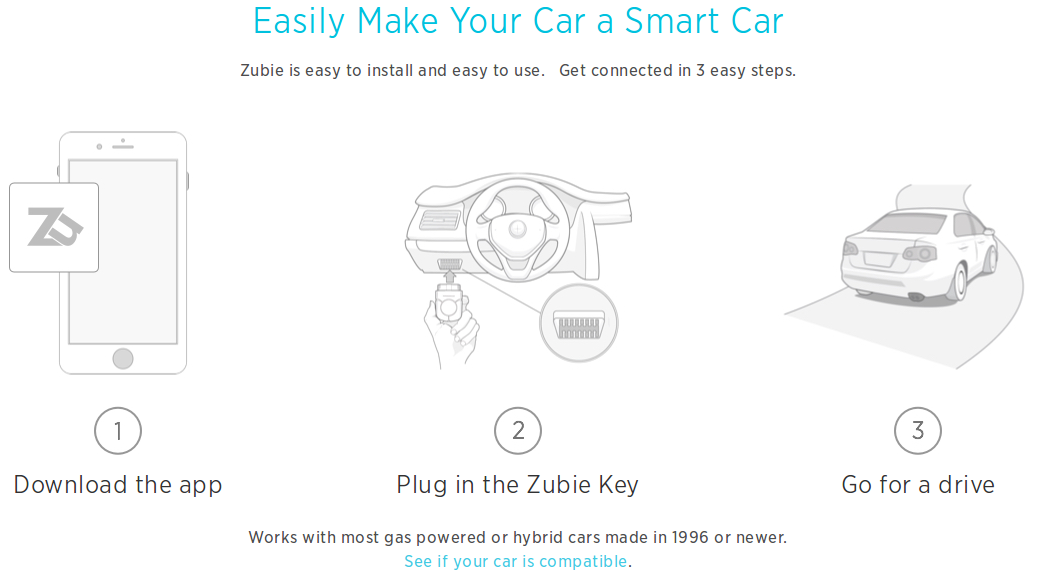 Easily Make Your Car a Smart Car
Zubie is easy to install and easy to use. Get connected in 3 easy steps.
Zu
1
2
3
Download the app
Plug in the Zubie Key
Go for a drive
Works with most gas powered or hybrid cars made in 1996 or newer.
See if your car is compatible.